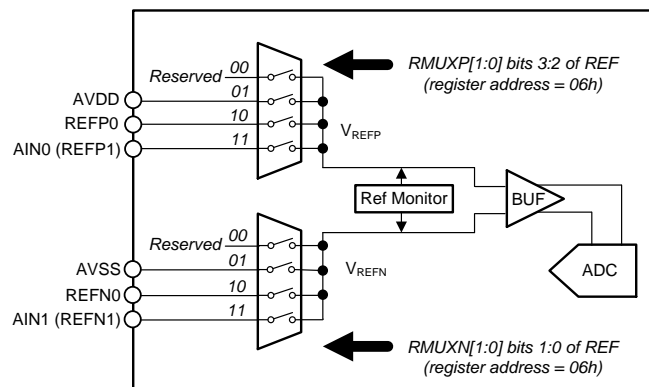 RMUXP[1:0] bits 3:2 of REF
(register address = 06h)
Reserved 00
AVDD 01
REFP0 10
AIN0 (REFP1) 11
VREFP
Ref Monitor
BUF
ADC
Reserved 00
AVSS 01
REFN0 10
AIN1 (REFN1) 11
VREFN
RMUXN[1:0] bits 1:0 of REF
(register address = 06h)